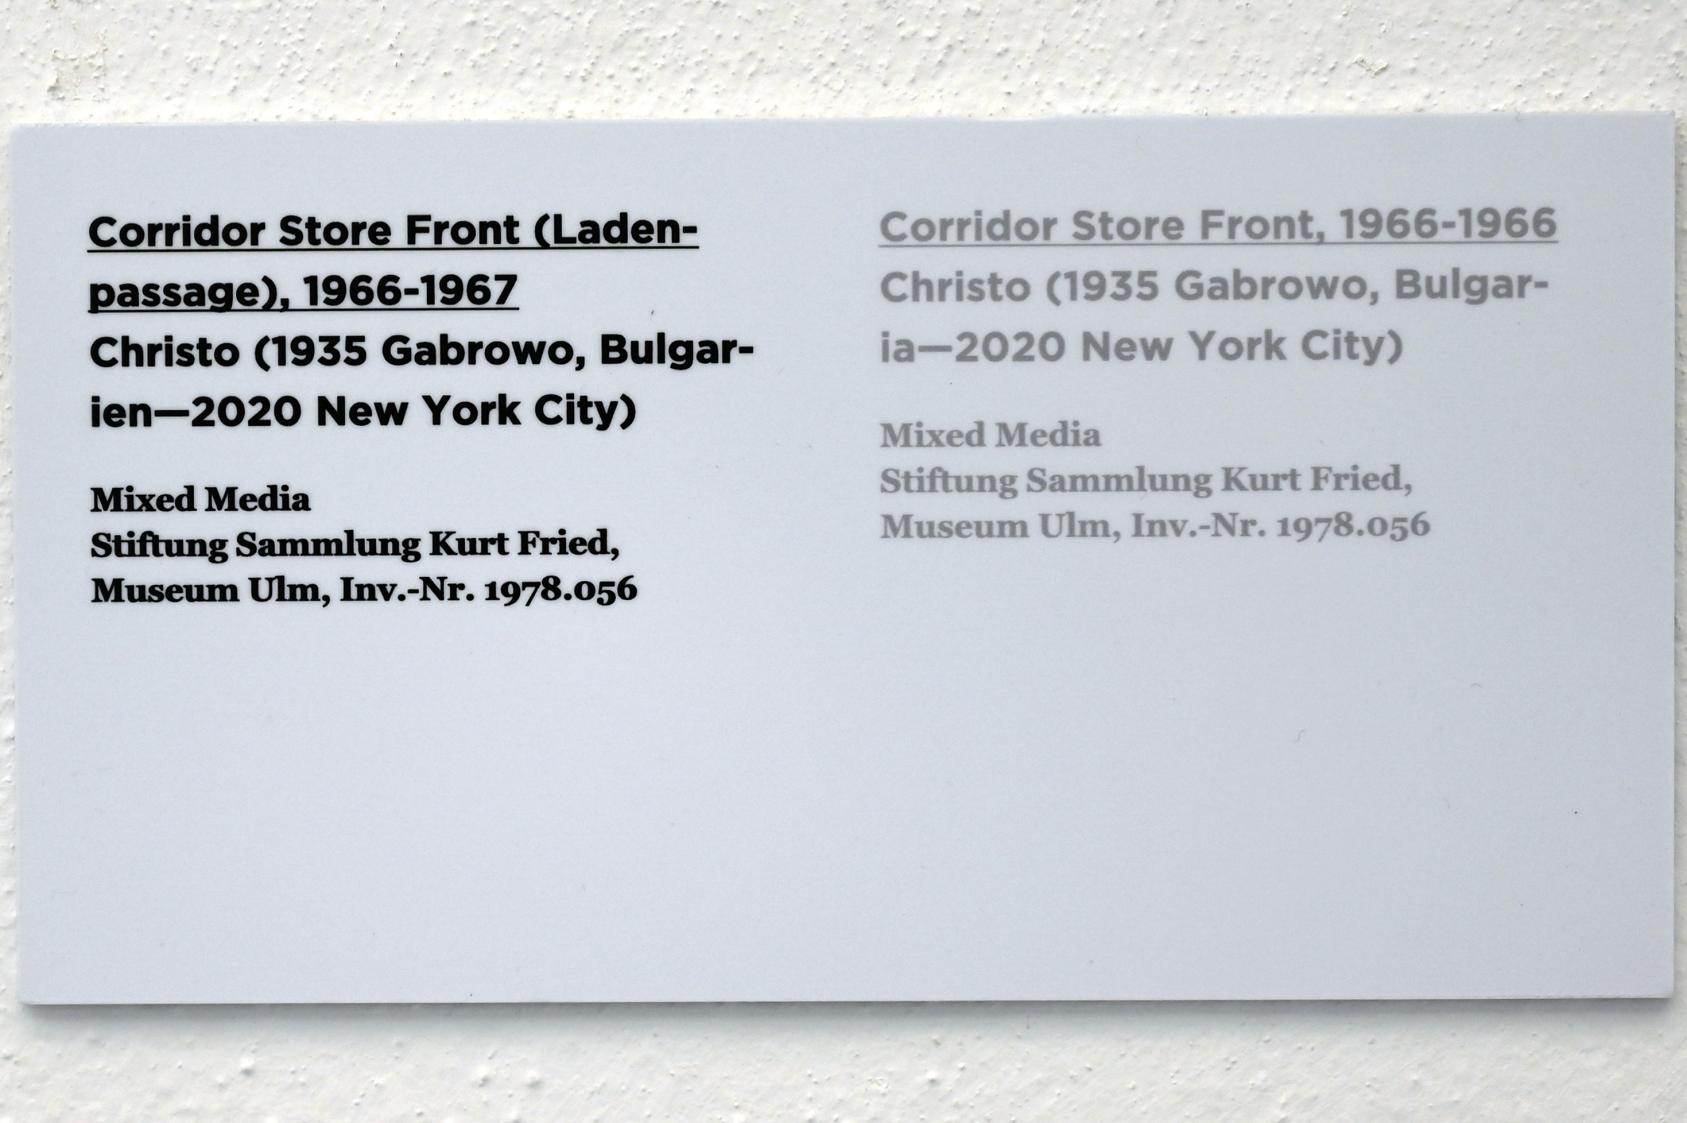 Corridor Store Front (Laden-
passage), 1966-1967
Christo (1935 Gabrowo, Bulgar-
ien—2020 New York City)
Mixed Media
Stiftung Sammlung Kurt Fried,
Museum Ulm, Inv.-Nr. 1978.056
Corridor Store Front, 1966-1966
Christo (1935 Gabrowo, Bulgar-
ia—2020 New York City)
Mixed Media
Stiftung Sammlung Kurt Fried,
Museum Ulm, Inv.-Nr. 1978.056